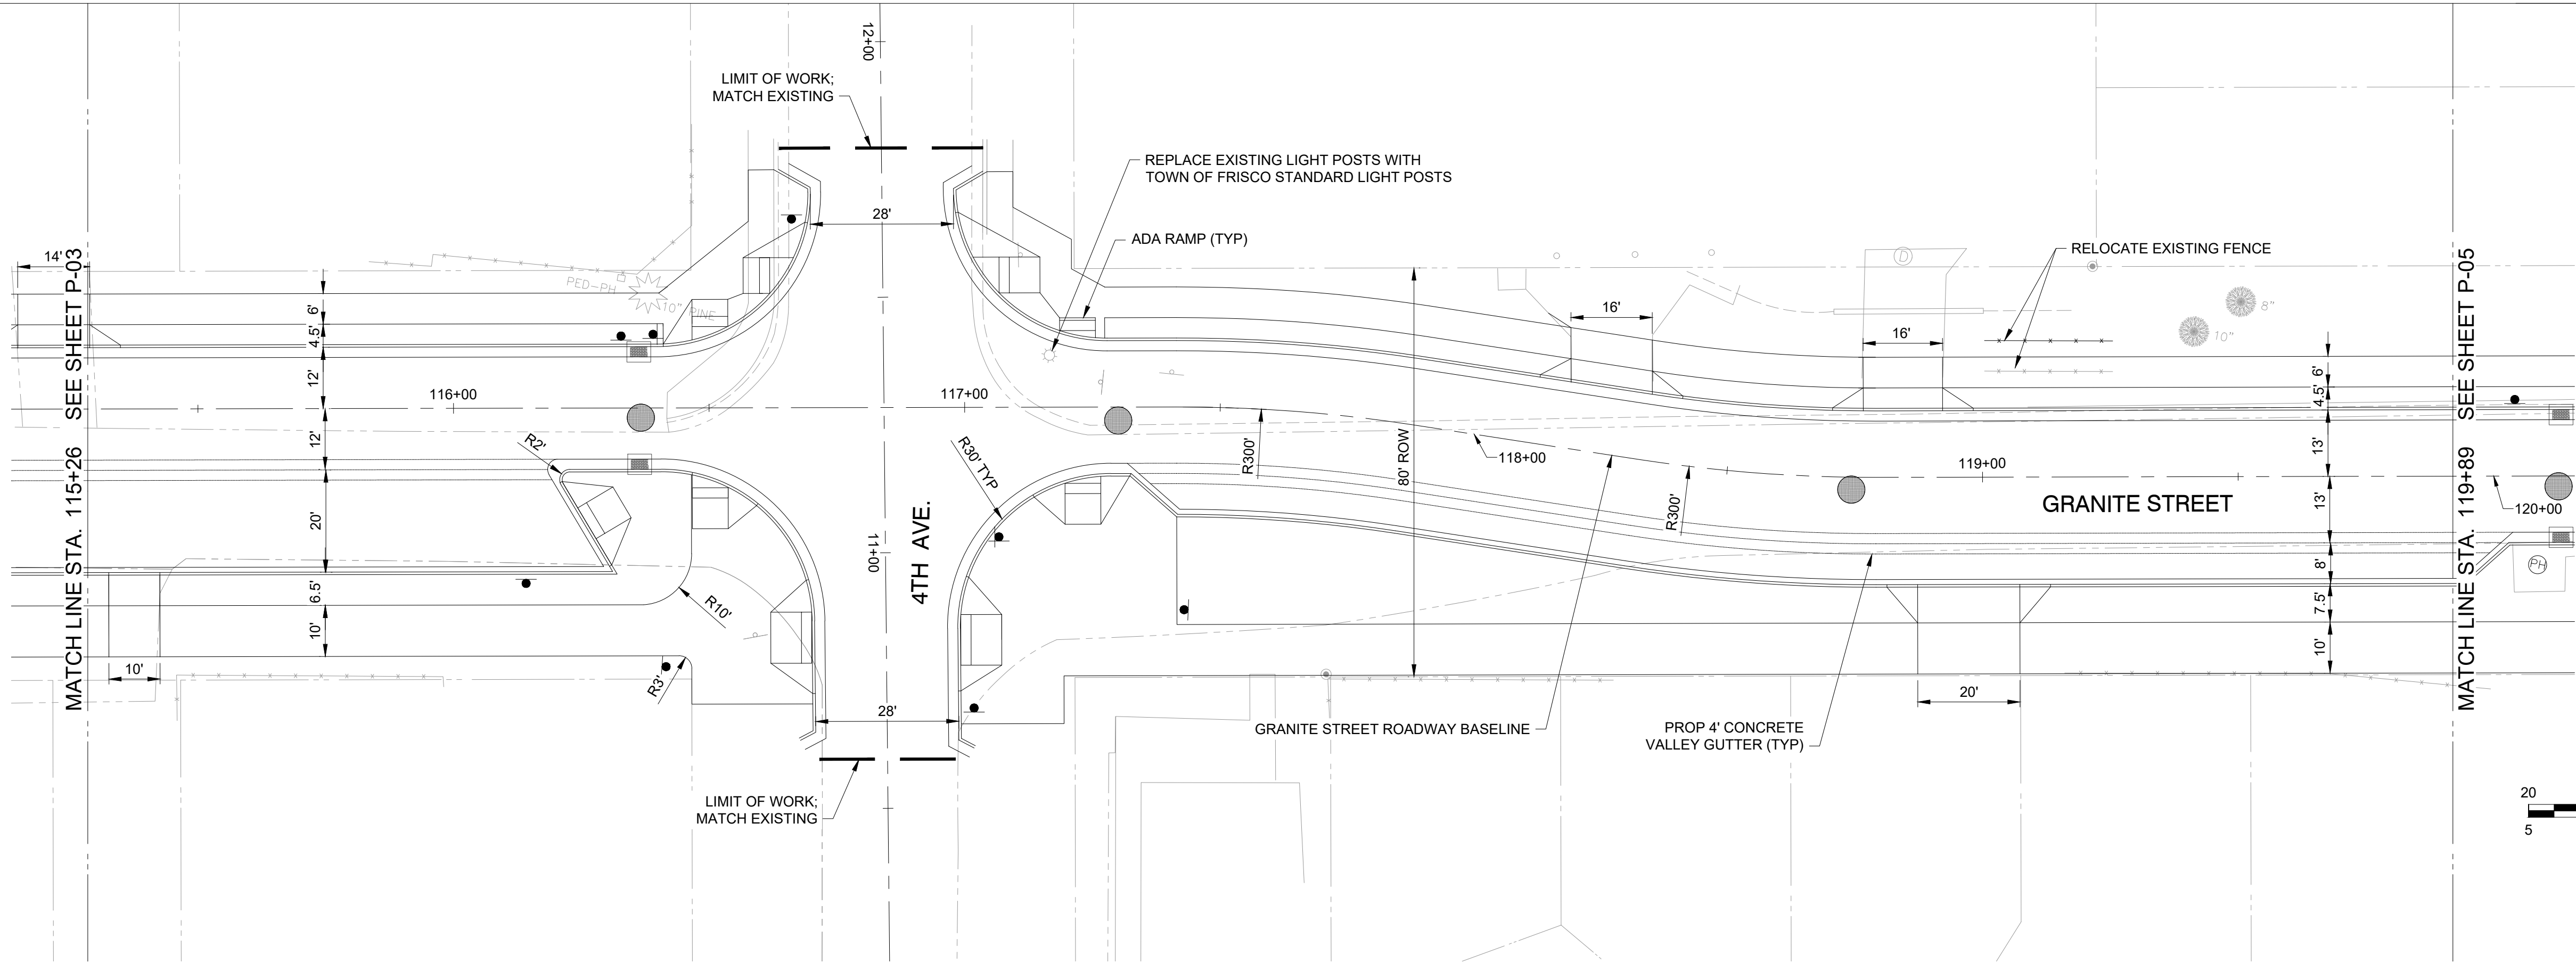 12+00
LIMIT OF WORK;
MATCH EXISTING
REPLACE EXISTING LIGHT POSTS WITH
TOWN OF FRISCO STANDARD LIGHT POSTS
28'
ADA RAMP (TYP)
RELOCATE EXISTING FENCE
14'
D
PED-PH
10" PINE
8"
10"
16'
16'
MATCH LINE STA. 115+26 SEE SHEET P-03
6'
4.5'
12'
12'
20'
6.5'
10'
10'
116+00
117+00
118+00
119+00
120+00
R2'
R30' TYP
R300'
R300'
80' ROW
GRANITE STREET
4TH AVE.
11+00
R10'
R3'
28'
6'
4.5'
13'
13'
8'
7.5'
10'
20'
PH
MATCH LINE STA. 119+89 SEE SHEET P-05
GRANITE STREET ROADWAY BASELINE
PROP 4' CONCRETE
VALLEY GUTTER (TYP)
LIMIT OF WORK;
MATCH EXISTING
20
5